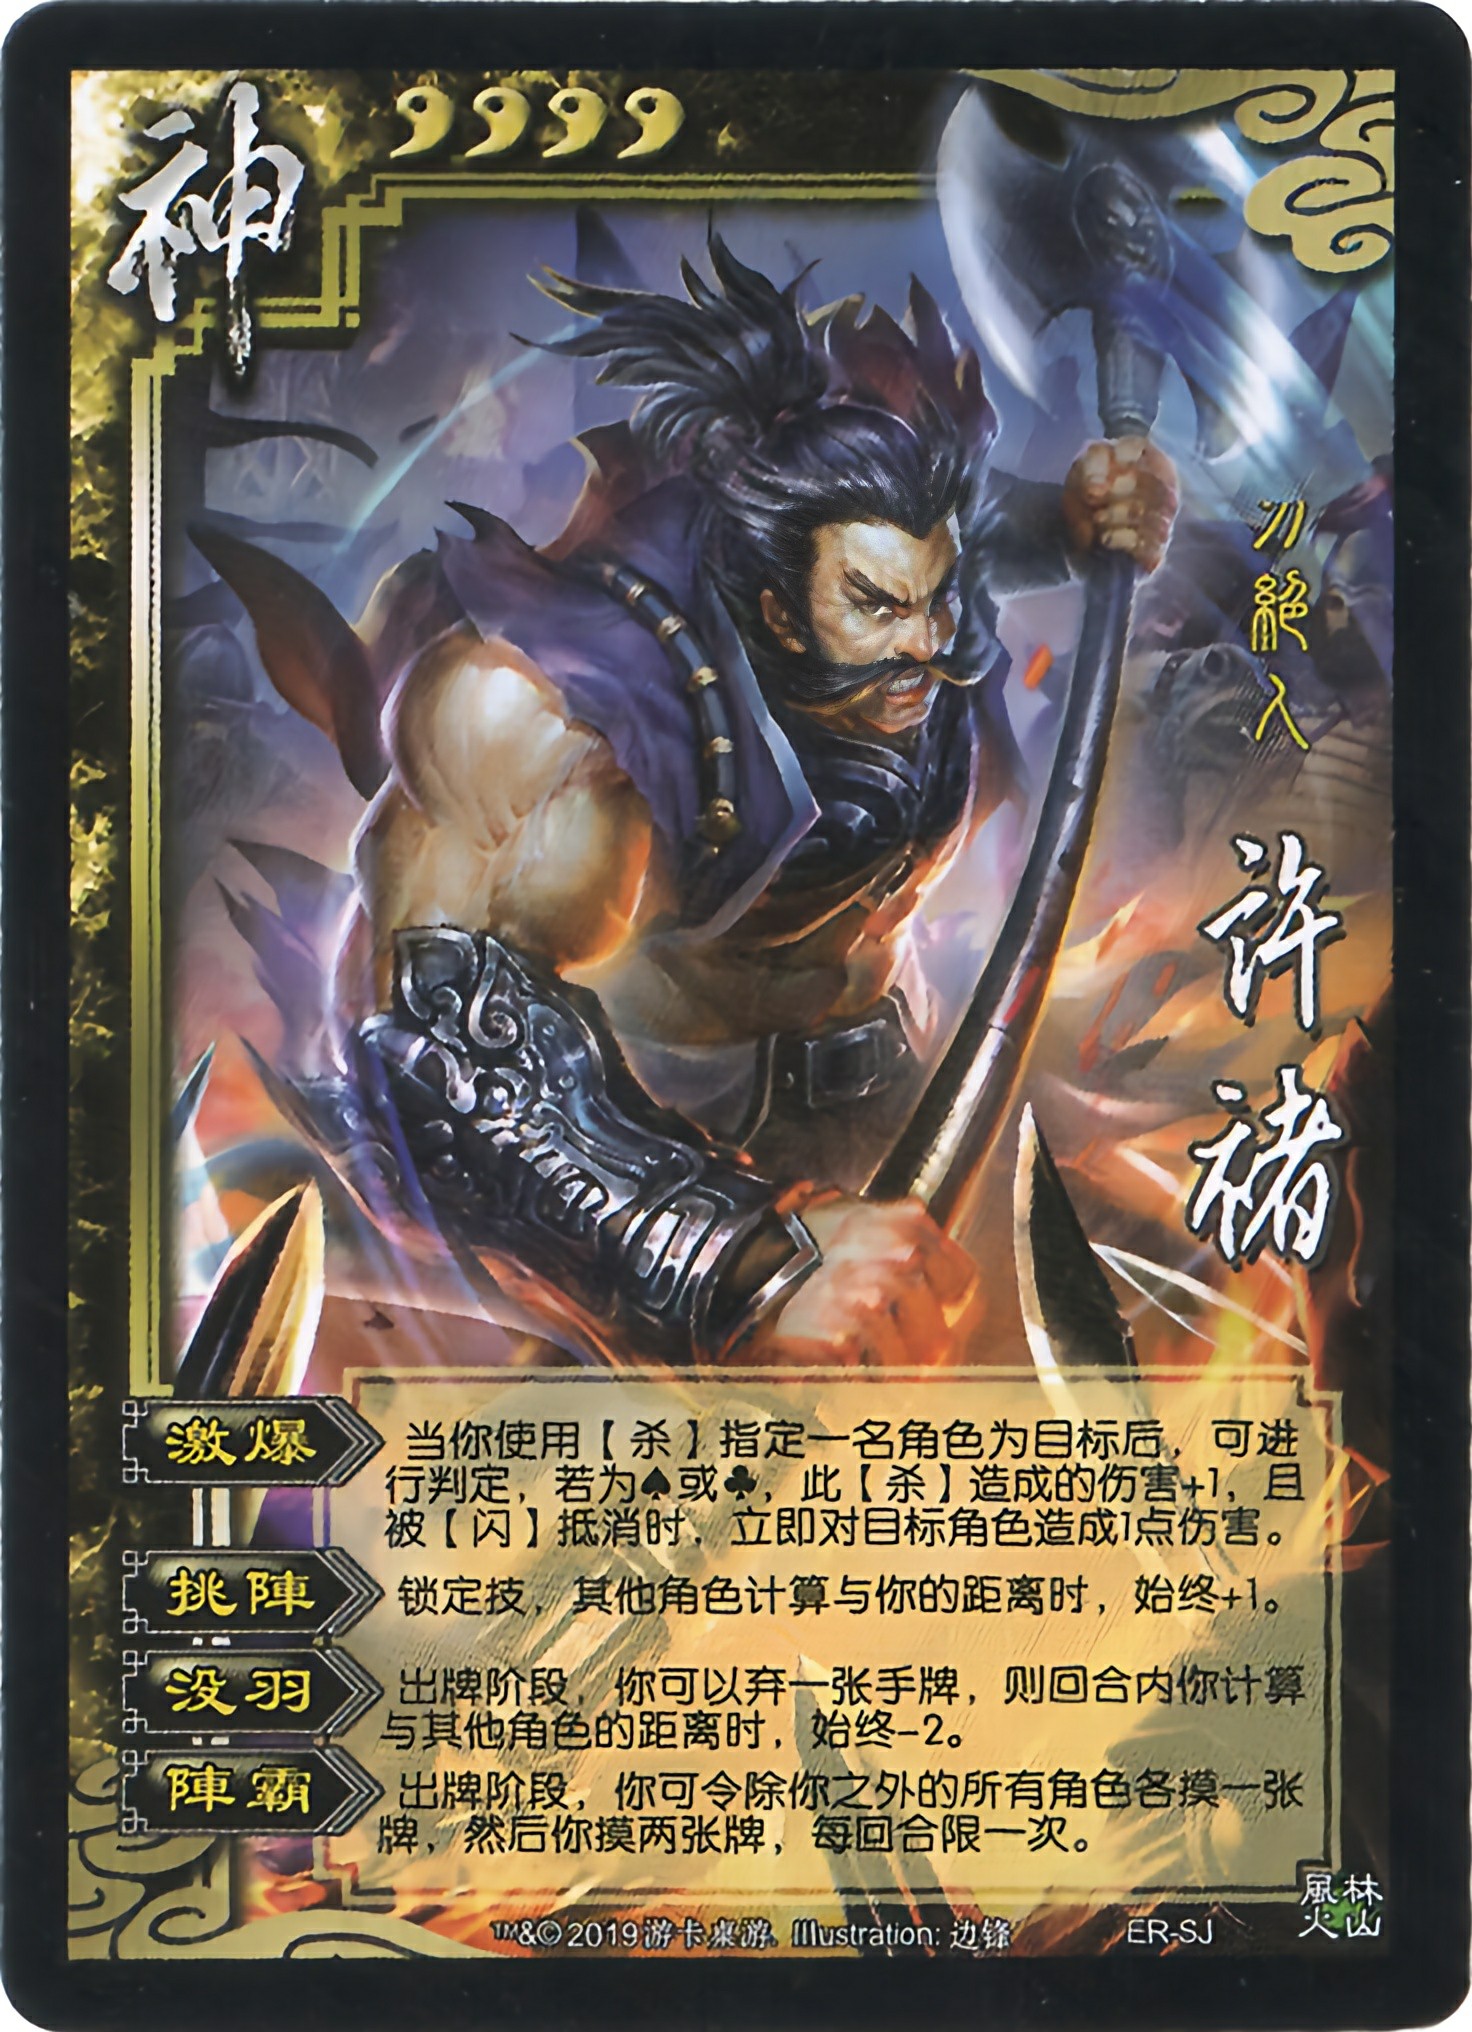 神
刀絕人
许褚
激爆
当你使用【杀】指定一名角色为目标后，可进
行判定，若为♠或♣，此【杀】造成的伤害+1，且
被【闪】抵消时，立即对目标角色造成1点伤害。
挑陣
锁定技，其他角色计算与你的距离时，始终+1。
没羽
出牌阶段，你可以弃一张手牌，则回合内你计算
与其他角色的距离时，始终-2。
陣霸
出牌阶段，你可令除你之外的所有角色各摸一张
牌，然后你摸两张牌，每回合限一次。
™&©2019游卡桌游. Illustration: 边锋
ER-SJ
風林
火山